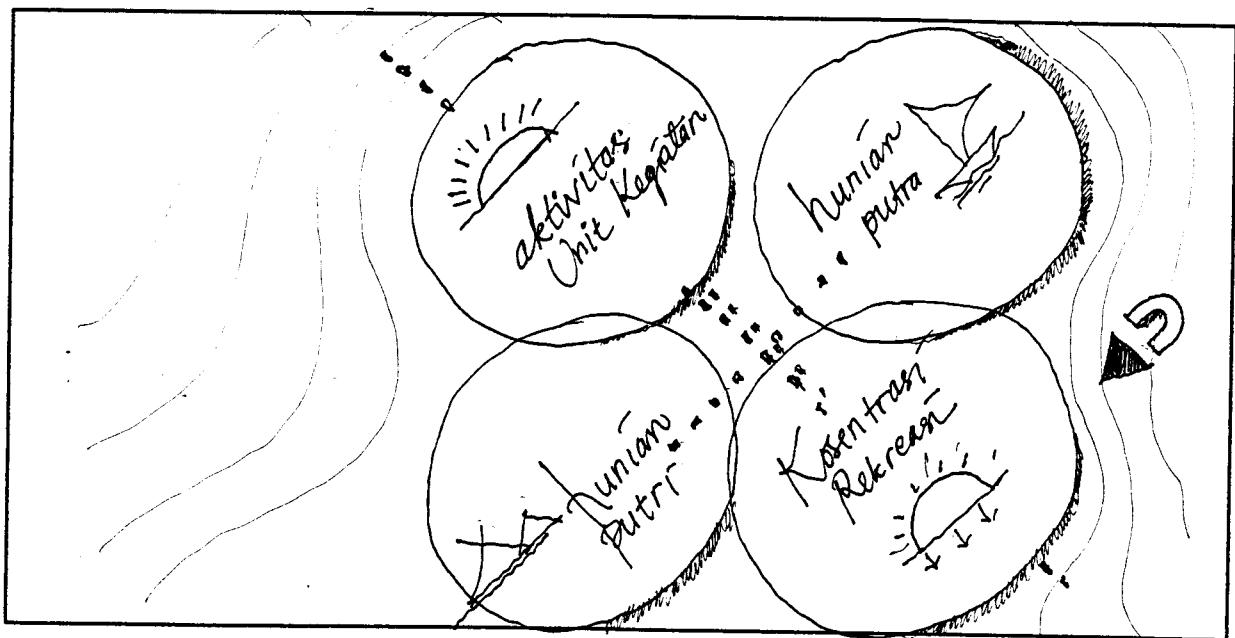 aktivitas
Unit Kegiatan
hunian
putra
hunian
putri
Kosentrasi
Rekreasi
U